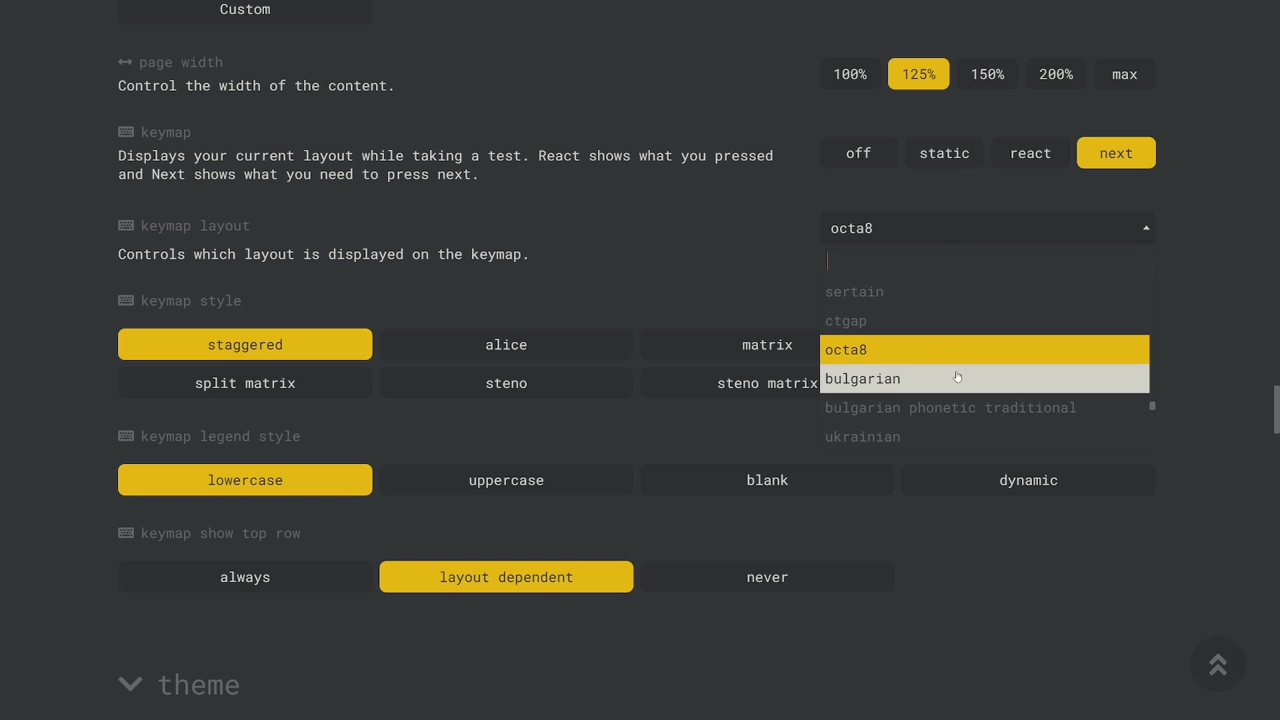 Custom
page width
Control the width of the content.
100% 125% 150% 200% max
keymap
Displays your current layout while taking a test. React shows what you pressed
and Next shows what you need to press next.
off static react next
keymap layout
Controls which layout is displayed on the keymap.
octa8
sertain
ctgap
octa8
bulgarian
bulgarian phonetic traditional
ukrainian
keymap style
staggered alice matrix
split matrix steno steno matrix
keymap legend style
lowercase uppercase blank dynamic
keymap show top row
always layout dependent never
theme